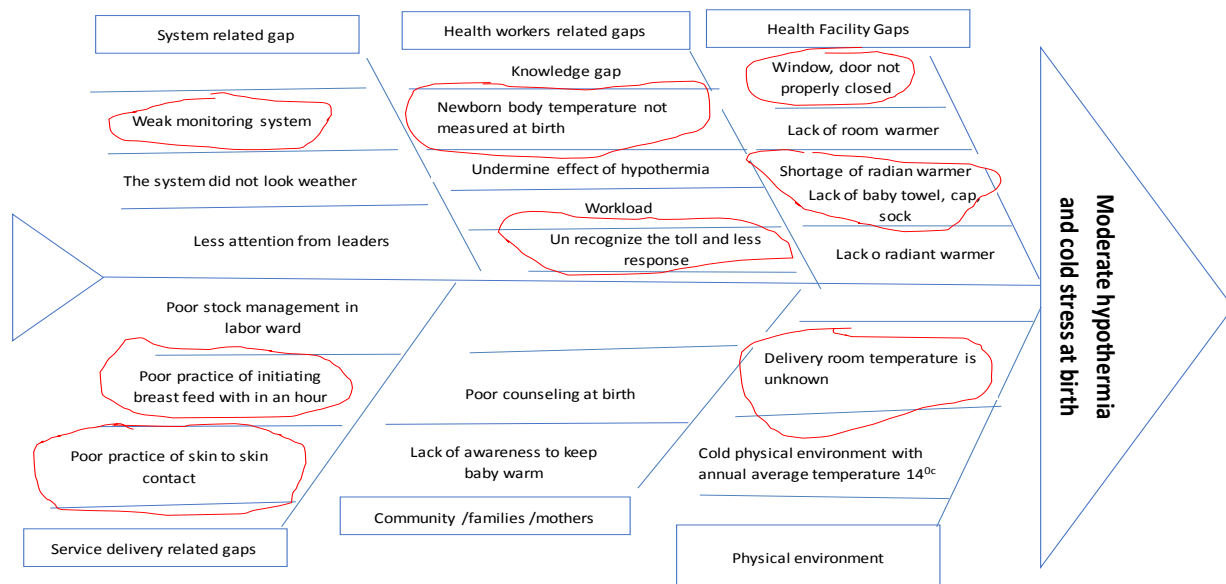 System related gap
Health workers related gaps
Health Facility Gaps
Weak monitoring system
The system did not look weather
Less attention from leaders
Knowledge gap
Newborn body temperature not
measured at birth
Undermine effect of hypothermia
Workload
Un recognize the toll and less
response
Window, door not
properly closed
Lack of room warmer
Shortage of radian warmer
Lack of baby towel, cap,
sock
Lack o radiant warmer
Moderate hypothermia
and cold stress at birth
Poor stock management in
labor ward
Poor practice of initiating
breast feed with in an hour
Poor practice of skin to skin
contact
Service delivery related gaps
Poor counseling at birth
Lack of awareness to keep
baby warm
Community /families /mothers
Delivery room temperature is
unknown
Cold physical environment with
annual average temperature 14⁰ᶜ
Physical environment